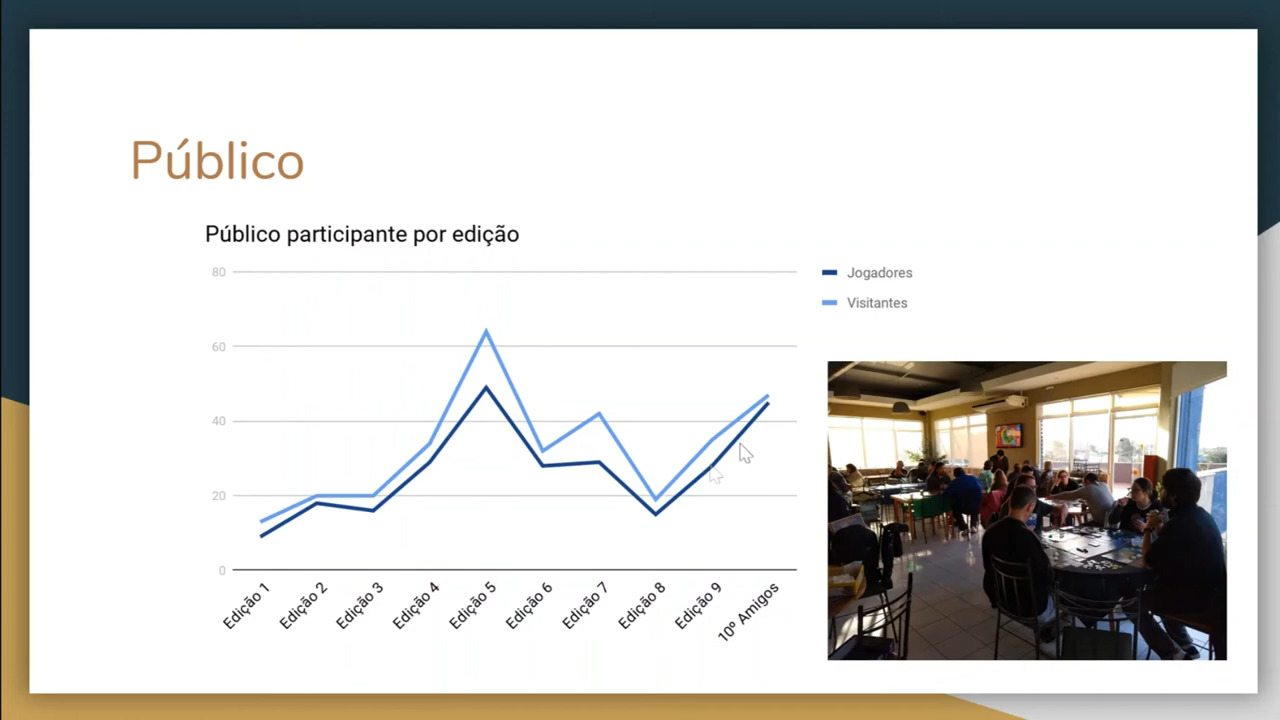 Público
Público participante por edição
80
60
40
20
0
Edição 1
Edição 2
Edição 3
Edição 4
Edição 5
Edição 6
Edição 7
Edição 8
Edição 9
10º Amigos
Jogadores
Visitantes